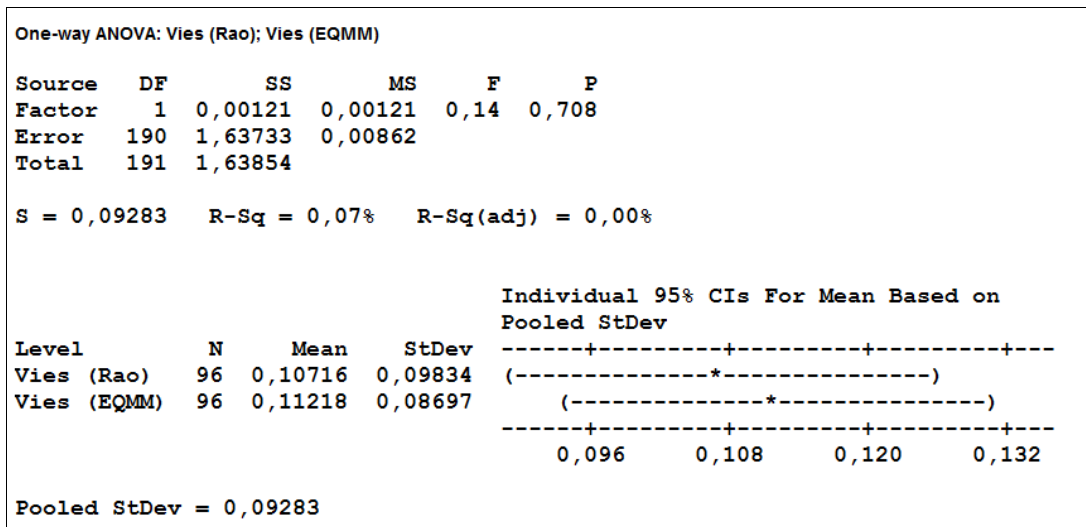 One-way ANOVA: Vies (Rao); Vies (EQMM)
Source DF SS MS F P
Factor 1 0,00121 0,00121 0,14 0,708
Error 190 1,63733 0,00862
Total 191 1,63854
S = 0,09283 R-Sq = 0,07% R-Sq(adj) = 0,00%
Individual 95% CIs For Mean Based on
Pooled StDev
Level N Mean StDev ------+---------+---------+---------+---
Vies (Rao) 96 0,10716 0,09834 (---------------*---------------)
Vies (EQMM) 96 0,11218 0,08697 (---------------*---------------)
------+---------+---------+---------+---
0,096 0,108 0,120 0,132
Pooled StDev = 0,09283